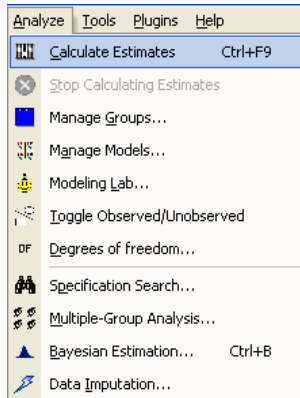 Analyze Tools Plugins Help
Calculate Estimates Ctrl+F9
Stop Calculating Estimates
Manage Groups...
Manage Models...
Modeling Lab...
Toggle Observed/Unobserved
DF Degrees of freedom...
Specification Search...
Multiple-Group Analysis...
Bayesian Estimation... Ctrl+B
Data Imputation...